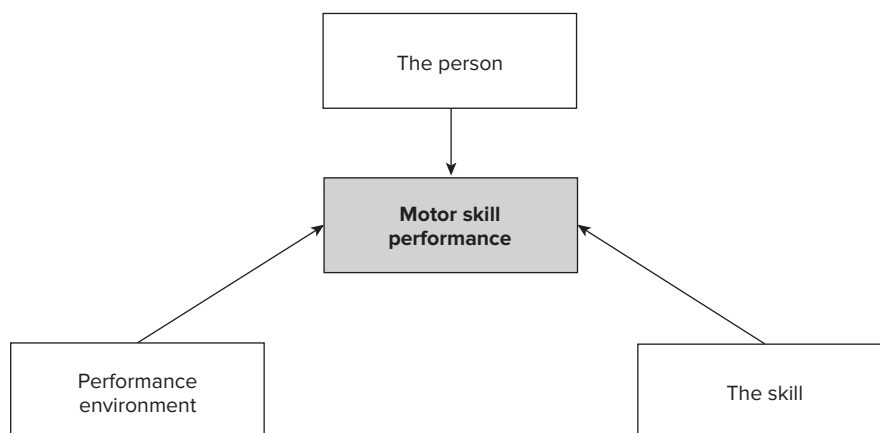 The person
Motor skill
performance
Performance
environment
The skill